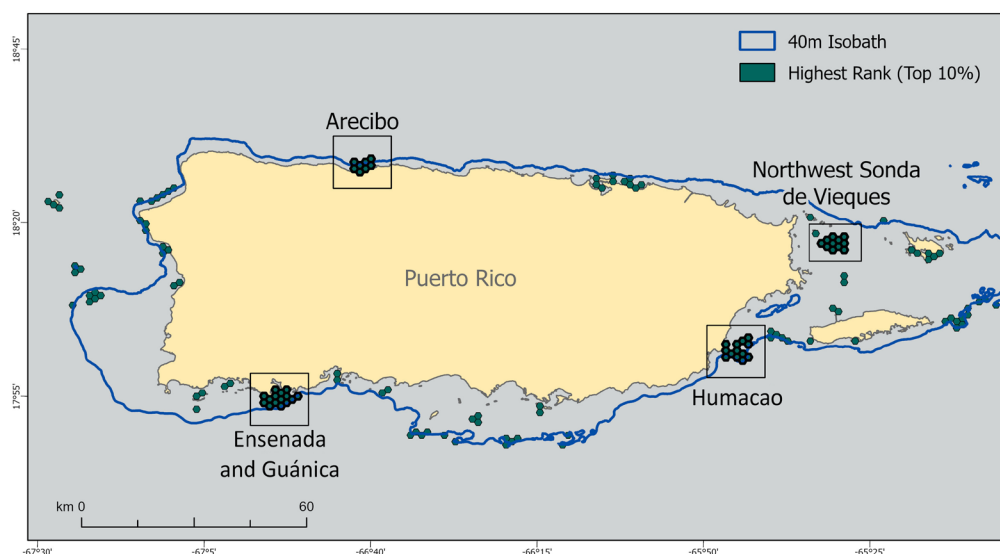 40m Isobath
Highest Rank (Top 10%)
Arecibo
Northwest Sonda
de Vieques
Puerto Rico
Humacao
Ensenada
and Guánica
km 0
60
18°45'
18°20'
17°55'
-67°30'
-67°5'
-66°40'
-66°15'
-65°50'
-65°25'